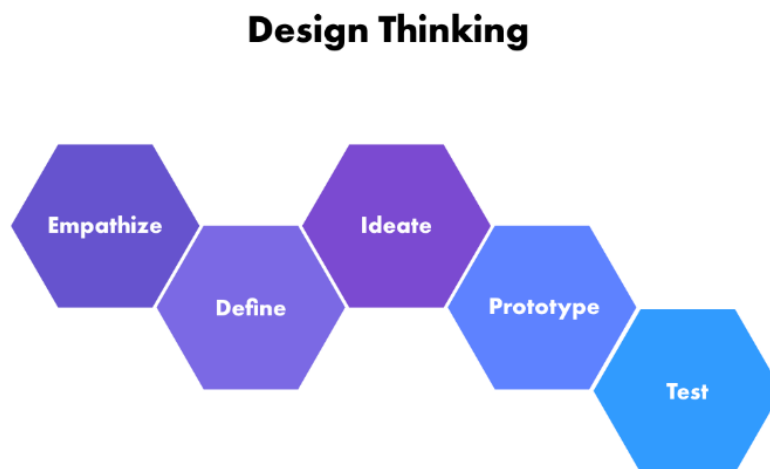 Design Thinking
Empathize
Define
Ideate
Prototype
Test